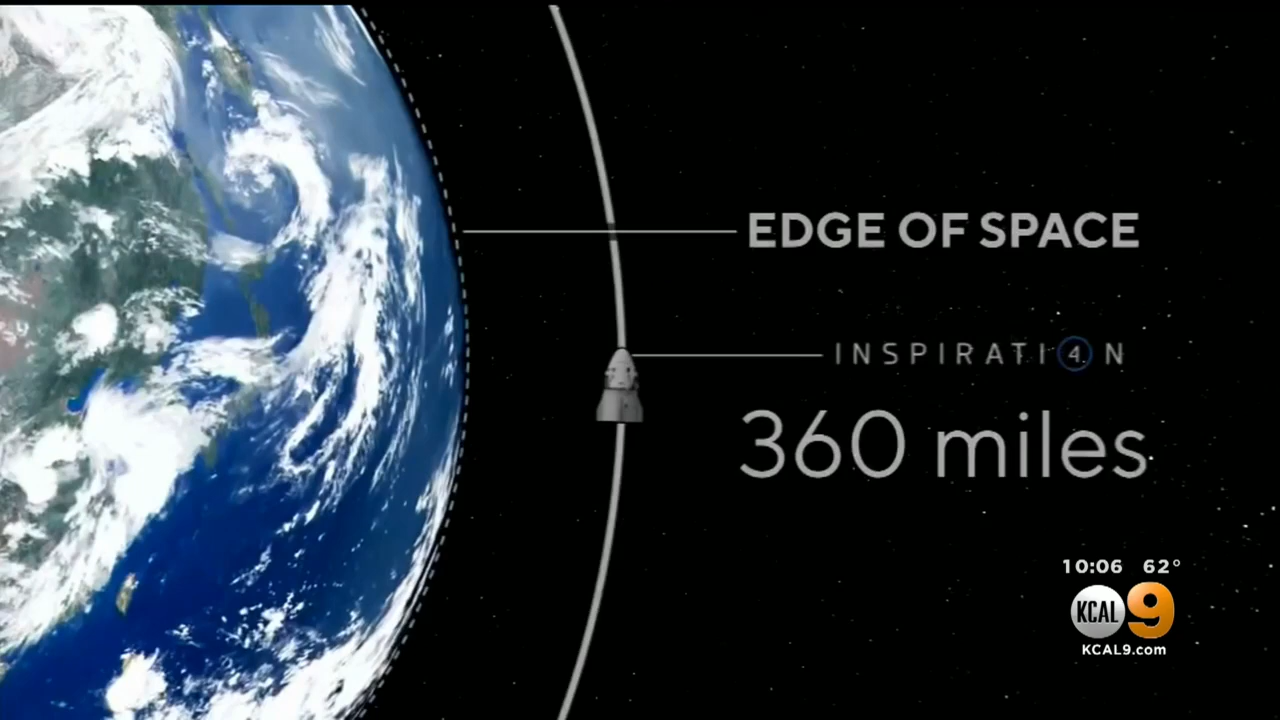 EDGE OF SPACE
INSPIRATI4N
360 miles
10:06 62°
KCAL 9
KCAL9.com